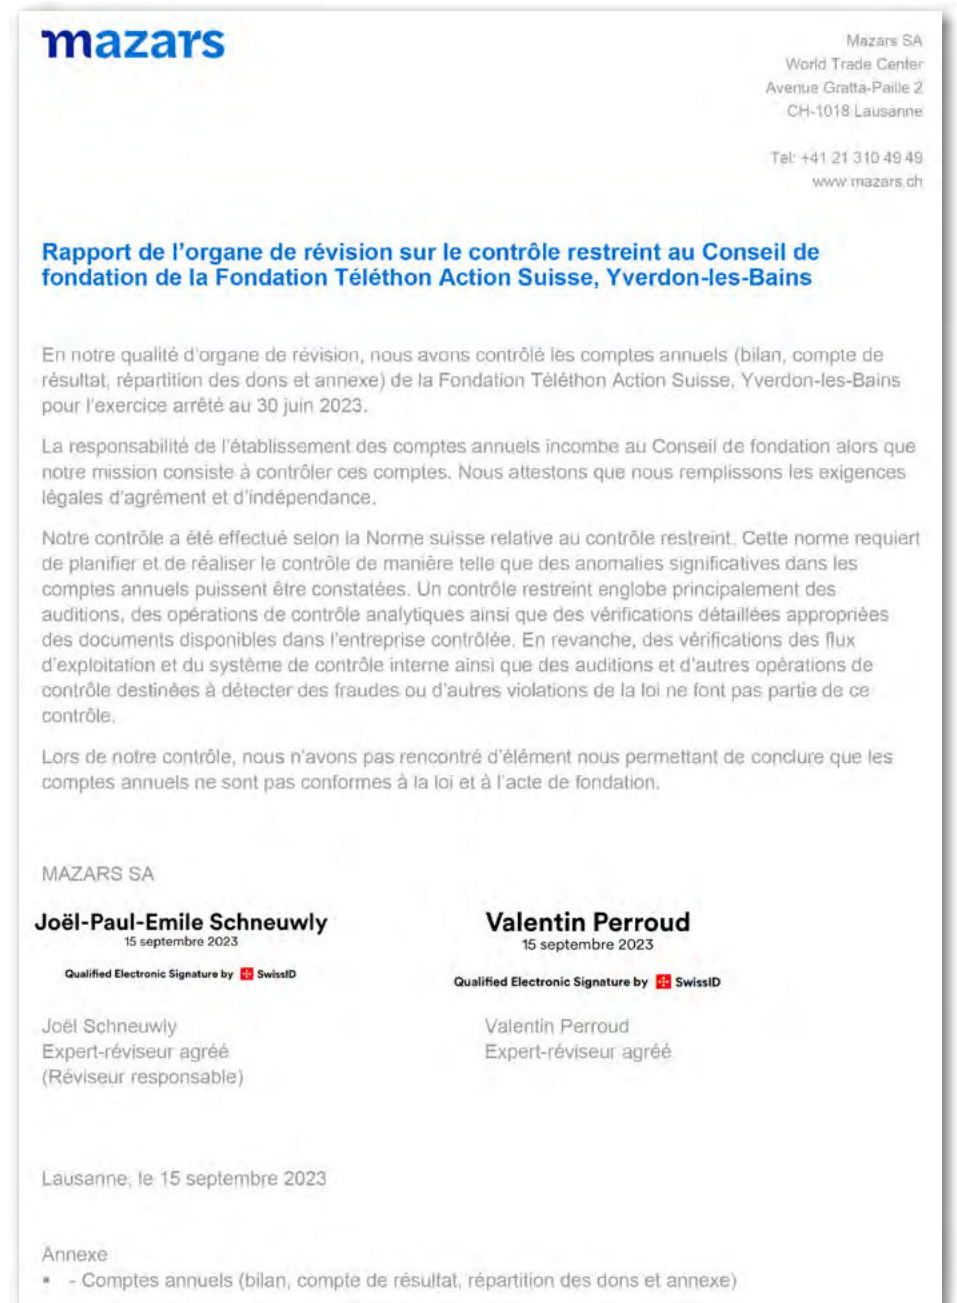 mazars
Mazars SA
World Trade Center
Avenue Gratta-Paille 2
CH-1018 Lausanne
Tel: +41 21 310 49 49
www.mazars.ch
Rapport de l'organe de révision sur le contrôle restreint au Conseil de
fondation de la Fondation Téléthon Action Suisse, Yverdon-les-Bains
En notre qualité d'organe de révision, nous avons contrôlé les comptes annuels (bilan, compte de
résultat, répartition des dons et annexe) de la Fondation Téléthon Action Suisse, Yverdon-les-Bains
pour l'exercice arrêté au 30 juin 2023.
La responsabilité de l'établissement des comptes annuels incombe au Conseil de fondation alors que
notre mission consiste à contrôler ces comptes. Nous attestons que nous remplissons les exigences
légales d'agrément et d'indépendance.
Notre contrôle a été effectué selon la Norme suisse relative au contrôle restreint. Cette norme requiert
de planifier et de réaliser le contrôle de manière telle que des anomalies significatives dans les
comptes annuels puissent être constatées. Un contrôle restreint englobe principalement des
auditions, des opérations de contrôle analytiques ainsi que des vérifications détaillées appropriées
des documents disponibles dans l'entreprise contrôlée. En revanche, des vérifications des flux
d'exploitation et du système de contrôle interne ainsi que des auditions et d'autres opérations de
contrôle destinées à détecter des fraudes ou d'autres violations de la loi ne font pas partie de ce
contrôle.
Lors de notre contrôle, nous n'avons pas rencontré d'élément nous permettant de conclure que les
comptes annuels ne sont pas conformes à la loi et à l'acte de fondation.
MAZARS SA
Joël-Paul-Emile Schneuwly
15 septembre 2023
Qualified Electronic Signature by SwissID
Valentin Perroud
15 septembre 2023
Qualified Electronic Signature by SwissID
Joël Schneuwly
Expert-réviseur agréé
(Réviseur responsable)
Valentin Perroud
Expert-réviseur agréé
Lausanne, le 15 septembre 2023
Annexe
▪ - Comptes annuels (bilan, compte de résultat, répartition des dons et annexe)